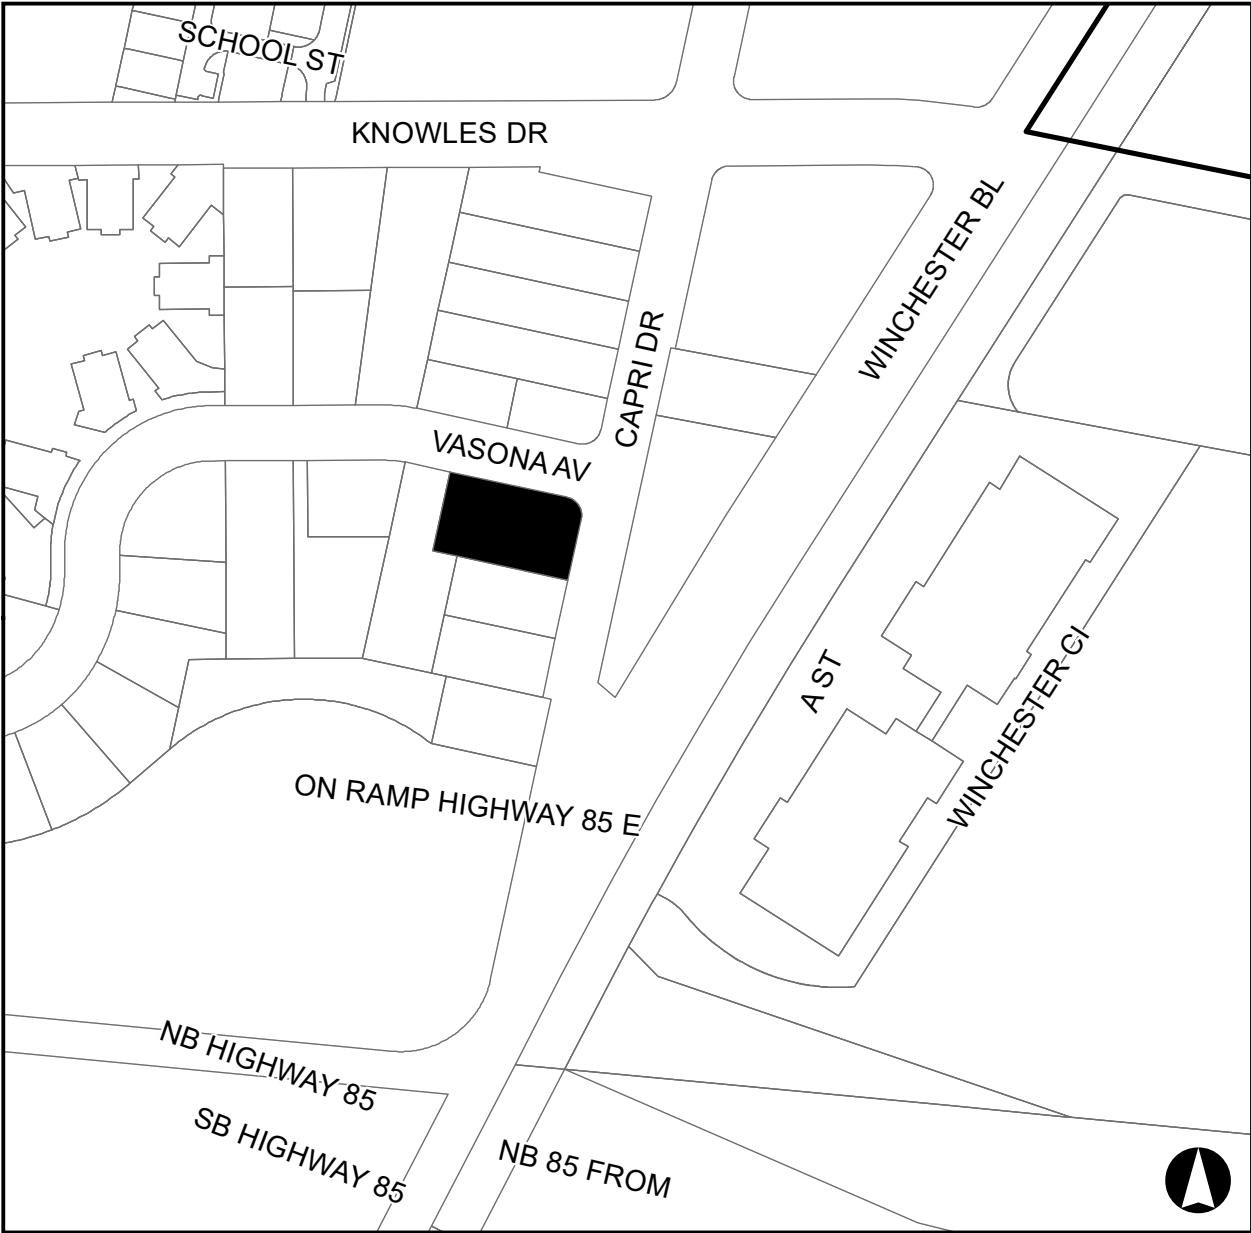 SCHOOL ST
KNOWLES DR
WINCHESTER BL
CAPRI DR
VASONA AV
A ST
WINCHESTER CI
ON RAMP HIGHWAY 85 E
NB HIGHWAY 85
SB HIGHWAY 85
NB 85 FROM